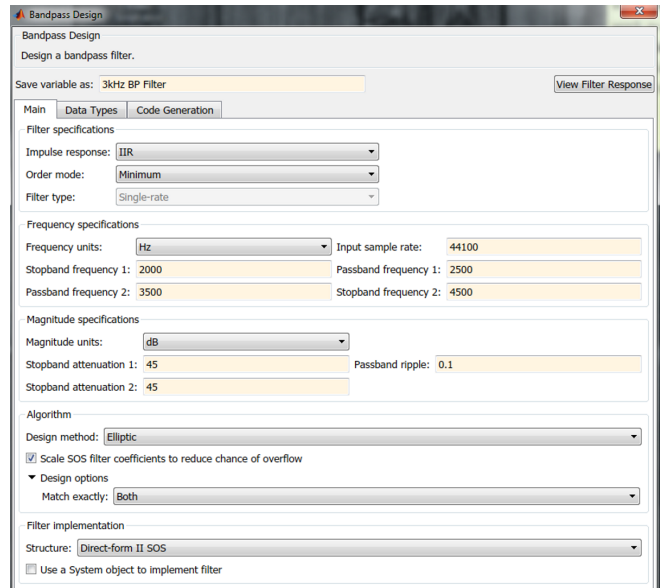 Bandpass Design
Bandpass Design
Design a bandpass filter.
Save variable as: 3kHz BP Filter View Filter Response
Main Data Types Code Generation
Filter specifications
Impulse response: IIR
Order mode: Minimum
Filter type: Single-rate
Frequency specifications
Frequency units: Hz Input sample rate: 44100
Stopband frequency 1: 2000 Passband frequency 1: 2500
Passband frequency 2: 3500 Stopband frequency 2: 4500
Magnitude specifications
Magnitude units: dB
Stopband attenuation 1: 45 Passband ripple: 0.1
Stopband attenuation 2: 45
Algorithm
Design method: Elliptic
Scale SOS filter coefficients to reduce chance of overflow
Design options
Match exactly: Both
Filter implementation
Structure: Direct-form II SOS
Use a System object to implement filter